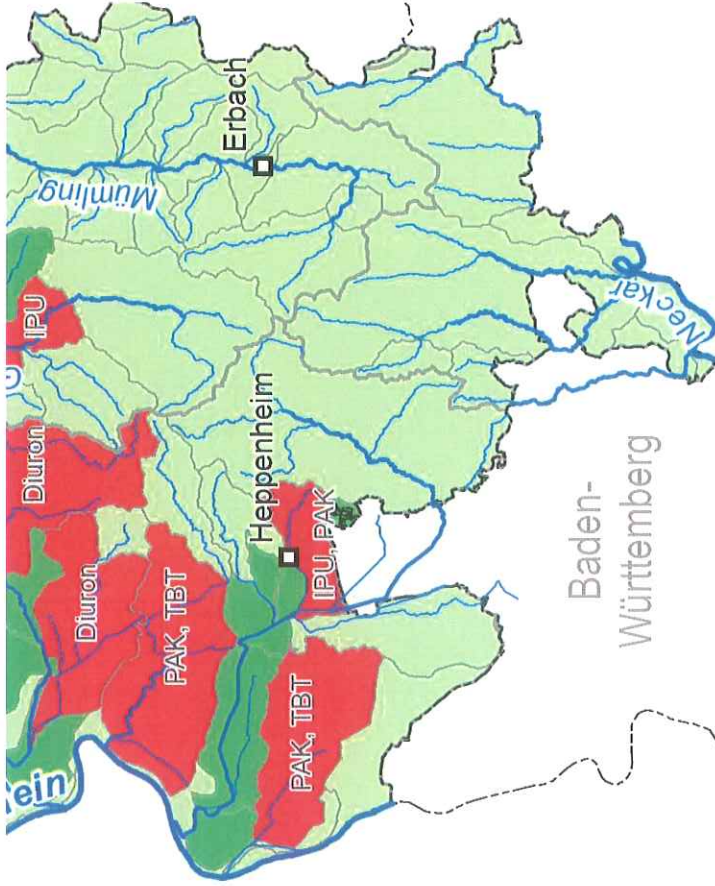 Mümling
Erbach
IPU
Diuron
Heppenheim
Diuron
PAK, TBT
IPU, PAK
PAK, TBT
ein
Neckar
Baden-
Württemberg